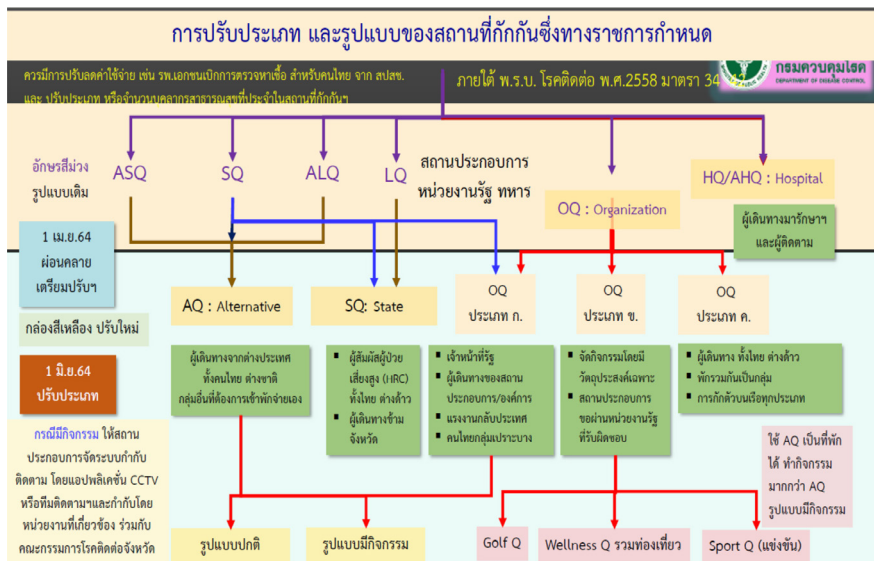 การปรับประเภท และรูปแบบของสถานที่กักกันซึ่งทางราชการกำหนด
ควรมีการปรับลดค่าใช้จ่าย เช่น รพ.เอกชนเบิกการตรวจหาเชื้อ สำหรับคนไทย จาก สปสช.
และ ปรับประเภท หรือจำนวนบุคลากรสาธารณสุขที่ประจำในสถานที่กักกันฯ
ภายใต้ พ.ร.บ. โรคติดต่อ พ.ศ.2558 มาตรา 34
กรมควบคุมโรค
DEPARTMENT OF DISEASE CONTROL
อักษรสีม่วง
รูปแบบเดิม
ASQ
SQ
ALQ
LQ
สถานประกอบการ
หน่วยงานรัฐ ทหาร
OQ : Organization
HQ/AHQ : Hospital
ผู้เดินทางมารักษาฯ
และผู้ติดตาม
1 เม.ย.64
ผ่อนคลาย
เตรียมปรับฯ
กล่องสีเหลือง ปรับใหม่
1 มิ.ย.64
ปรับประเภท
AQ : Alternative
SQ: State
OQ
ประเภท ก.
OQ
ประเภท ข.
OQ
ประเภท ค.
ผู้เดินทางจากต่างประเทศ
ทั้งคนไทย ต่างชาติ
กลุ่มอื่นที่ต้องการเข้าพักจ่ายเอง
▪ ผู้สัมผัสผู้ป่วย
เสี่ยงสูง (HRC)
ทั้งไทย ต่างด้าว
▪ ผู้เดินทางข้าม
จังหวัด
▪ เจ้าหน้าที่รัฐ
▪ ผู้เดินทางของสถาน
ประกอบการ/องค์การ
▪ แรงงานกลับประเทศ
▪ คนไทยกลุ่มเปราะบาง
▪ จัดกิจกรรมโดยมี
วัตถุประสงค์เฉพาะ
▪ สถานประกอบการ
ขอผ่านหน่วยงานรัฐ
ที่รับผิดชอบ
▪ ผู้เดินทาง ทั้งไทย ต่างด้าว
▪ พักรวมกันเป็นกลุ่ม
▪ การกักตัวบนเรือทุกประเภท
กรณีมีกิจกรรม ให้สถาน
ประกอบการจัดระบบกำกับ
ติดตาม โดยแอปพลิเคชั่น CCTV
หรือทีมติดตามฯและกำกับโดย
หน่วยงานที่เกี่ยวข้อง ร่วมกับ
คณะกรรมการโรคติดต่อจังหวัด
ใช้ AQ เป็นที่พัก
ได้ ทำกิจกรรม
มากกว่า AQ
รูปแบบมีกิจกรรม
รูปแบบปกติ
รูปแบบมีกิจกรรม
Golf Q
Wellness Q รวมท่องเที่ยว
Sport Q (แข่งขัน)